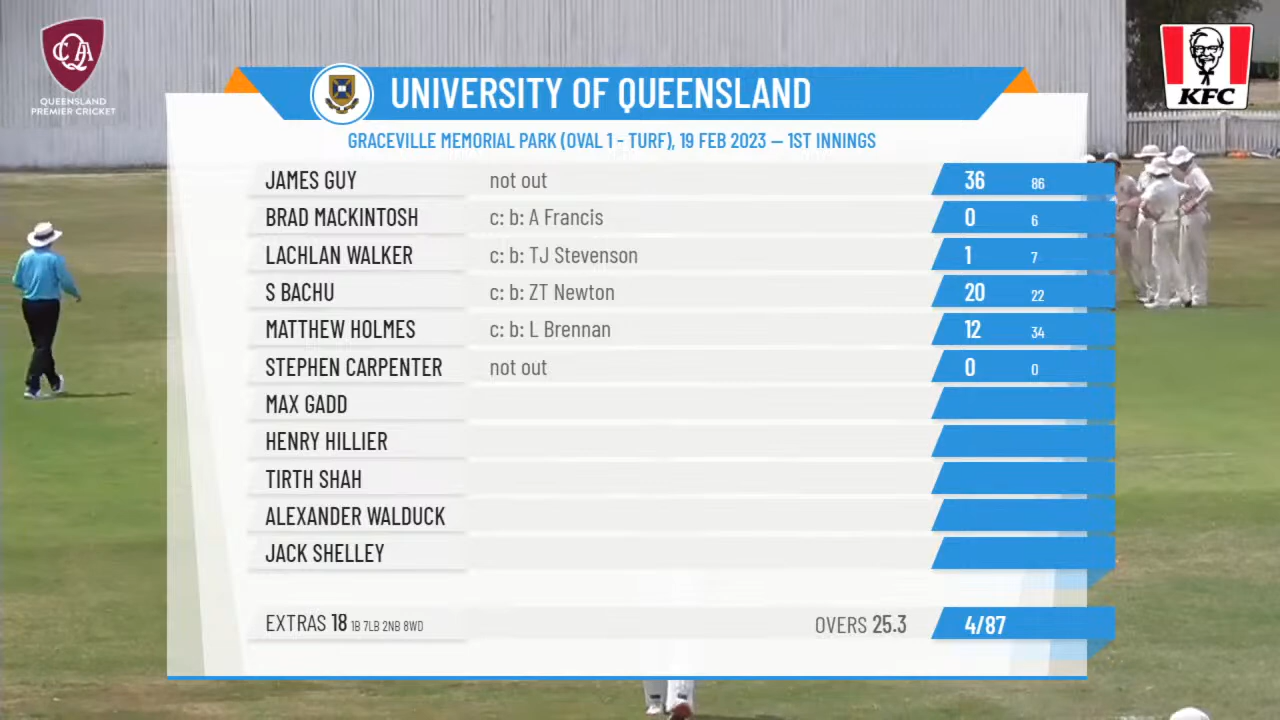 QUEENSLAND
PREMIER CRICKET
KFC
UNIVERSITY OF QUEENSLAND
GRACEVILLE MEMORIAL PARK (OVAL 1 - TURF), 19 FEB 2023 – 1ST INNINGS
JAMES GUY not out 36 86
BRAD MACKINTOSH c: b: A Francis 0 6
LACHLAN WALKER c: b: TJ Stevenson 1 7
S BACHU c: b: ZT Newton 20 22
MATTHEW HOLMES c: b: L Brennan 12 34
STEPHEN CARPENTER not out 0 0
MAX GADD
HENRY HILLIER
TIRTH SHAH
ALEXANDER WALDUCK
JACK SHELLEY
EXTRAS 18 1B 7LB 2NB 8WD OVERS 25.3 4/87